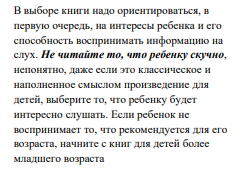 В выборе книги надо ориентироваться, в
первую очередь, на интересы ребенка и его
способность воспринимать информацию на
слух. Не читайте то, что ребенку скучно,
непонятно, даже если это классическое и
наполненное смыслом произведение для
детей, выберите то, что ребенку будет
интересно слушать. Если ребенок не
воспринимает то, что рекомендуется для его
возраста, начните с книг для детей более
младшего возраста